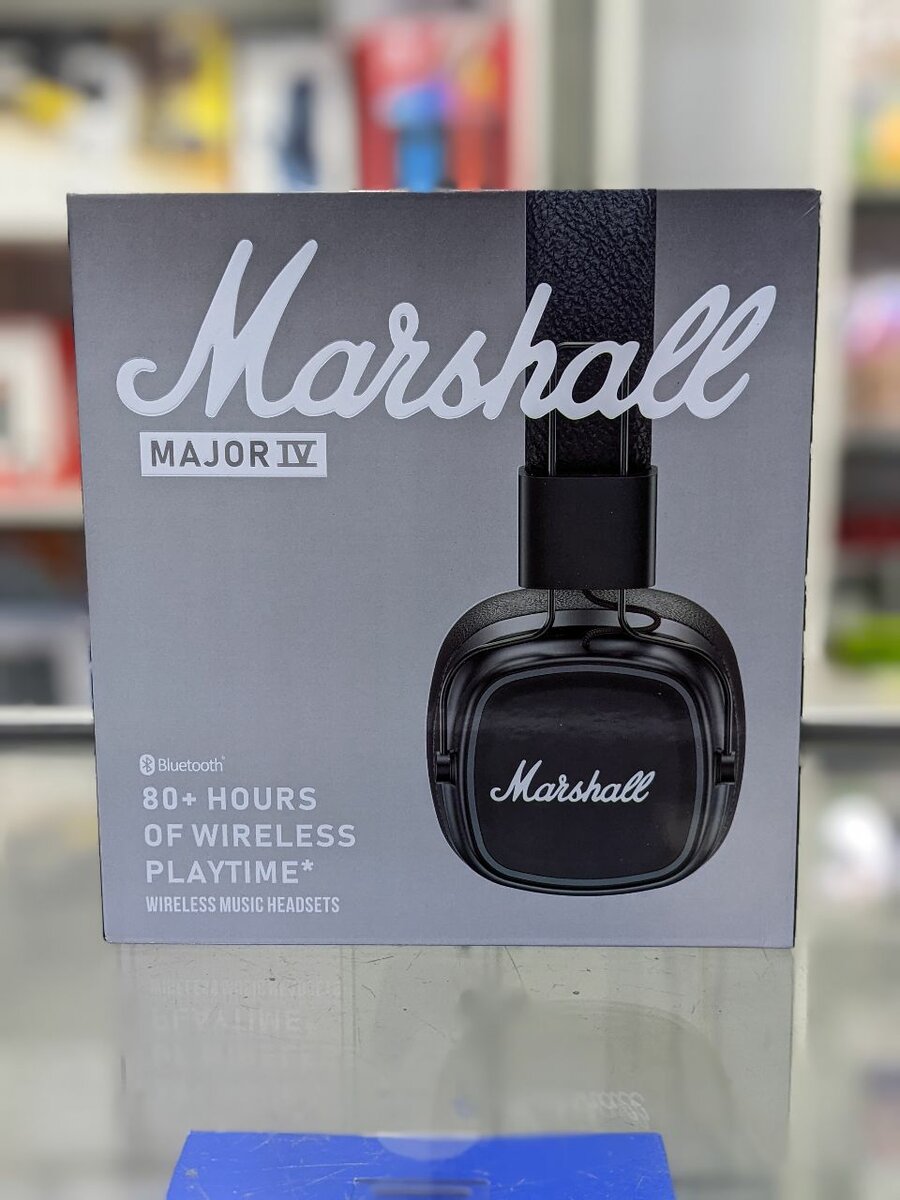 Marshall
MAJOR IV
Marshall
Bluetooth®
80+ HOURS
OF WIRELESS
PLAYTIME*
WIRELESS MUSIC HEADSETS